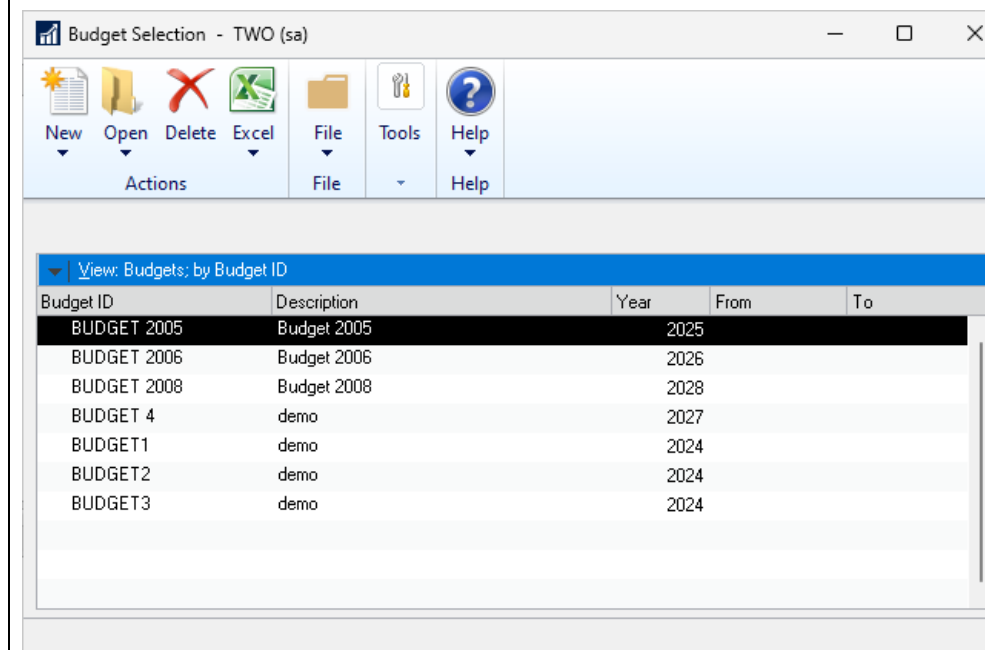 Budget Selection - TWO (sa)
New Open Delete Excel File Tools Help
Actions File Help
View: Budgets; by Budget ID
Budget ID Description Year From To
BUDGET 2005 Budget 2005 2025
BUDGET 2006 Budget 2006 2026
BUDGET 2008 Budget 2008 2028
BUDGET 4 demo 2027
BUDGET1 demo 2024
BUDGET2 demo 2024
BUDGET3 demo 2024